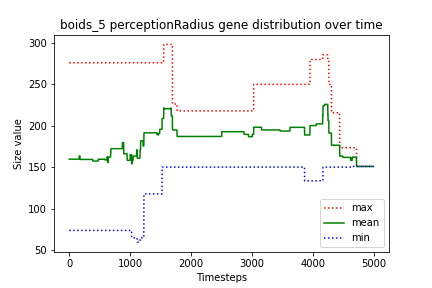 boids_5 perceptionRadius gene distribution over time
Size value
300
250
200
150
100
50
0
1000
2000
3000
4000
5000
Timesteps
max
mean
min